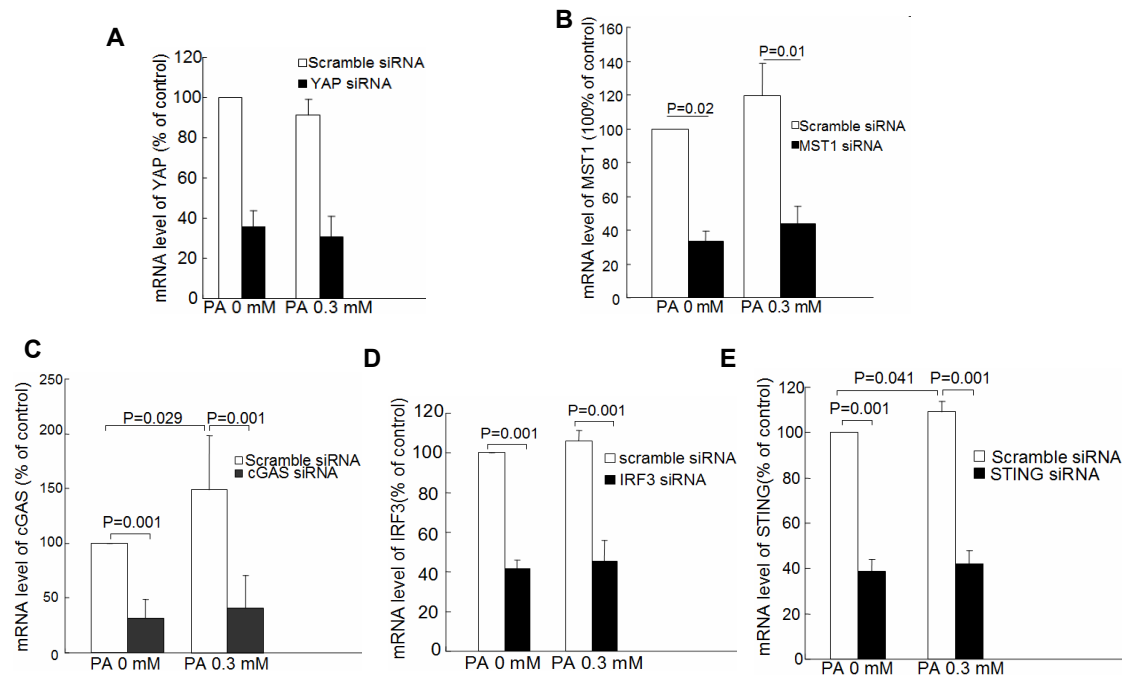 A
mRNA level of YAP (% of control)
120
100
80
60
40
20
0
Scramble siRNA
YAP siRNA
PA 0 mM
PA 0.3 mM
B
mRNA level of MST1 (100% of control)
160
140
120
100
80
60
40
20
0
P=0.01
P=0.02
Scramble siRNA
MST1 siRNA
PA 0 mM
PA 0.3 mM
C
mRNA level of cGAS (% of control)
250
200
150
100
50
0
P=0.029
P=0.001
Scramble siRNA
cGAS siRNA
P=0.001
PA 0 mM
PA 0.3 mM
D
mRNA level of IRF3(% of control)
120
100
80
60
40
20
0
P=0.001
P=0.001
scramble siRNA
IRF3 siRNA
PA 0 mM
PA 0.3 mM
E
mRNA level of STING(% of control)
120
100
80
60
40
20
0
P=0.041
P=0.001
P=0.001
Scramble siRNA
STING siRNA
PA 0 mM
PA 0.3 mM